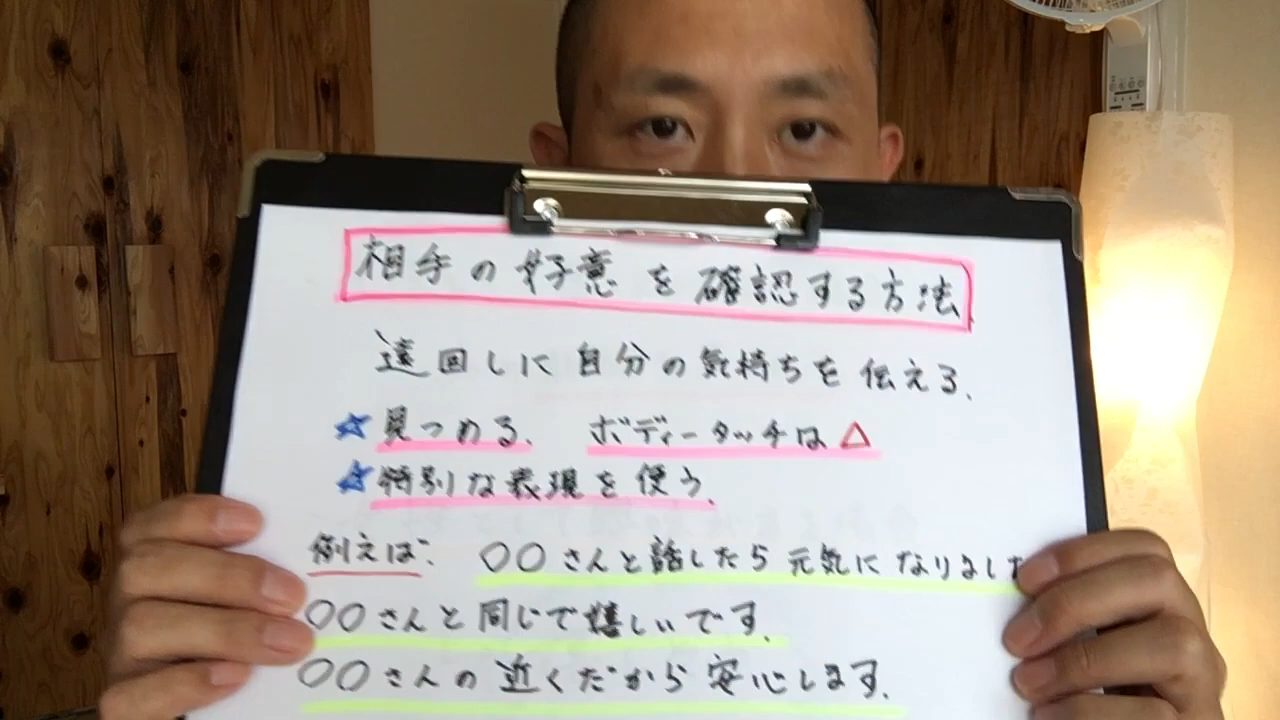 相手の好意を確認する方法
遠回しに自分の気持ちを伝える.
☆見つめる. ボディータッチは△
☆特別な表現を使う.
例えば、 〇〇さんと話したら元気になりまし
〇〇さんと同じで嬉しいです.
〇〇さんの近くだから安心します.